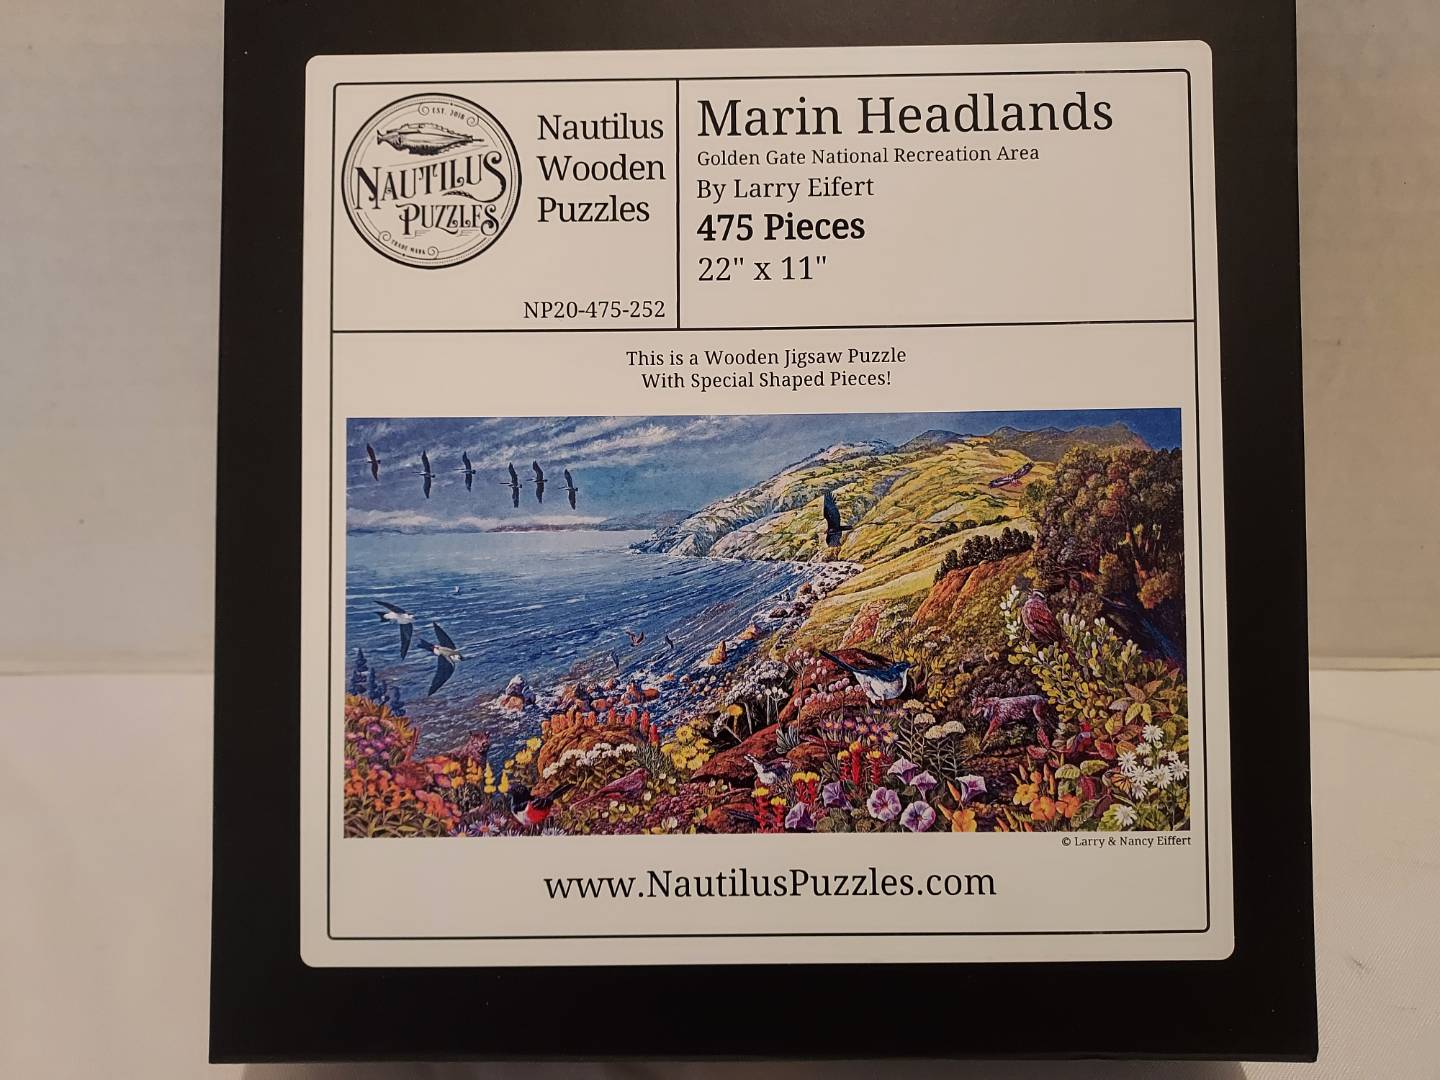 EST. 2018
NAUTILUS
PUZZLES
TRADE MARK
Nautilus
Wooden
Puzzles
NP20-475-252
Marin Headlands
Golden Gate National Recreation Area
By Larry Eifert
475 Pieces
22" x 11"
This is a Wooden Jigsaw Puzzle
With Special Shaped Pieces!
© Larry & Nancy Eiffert
www.NautilusPuzzles.com